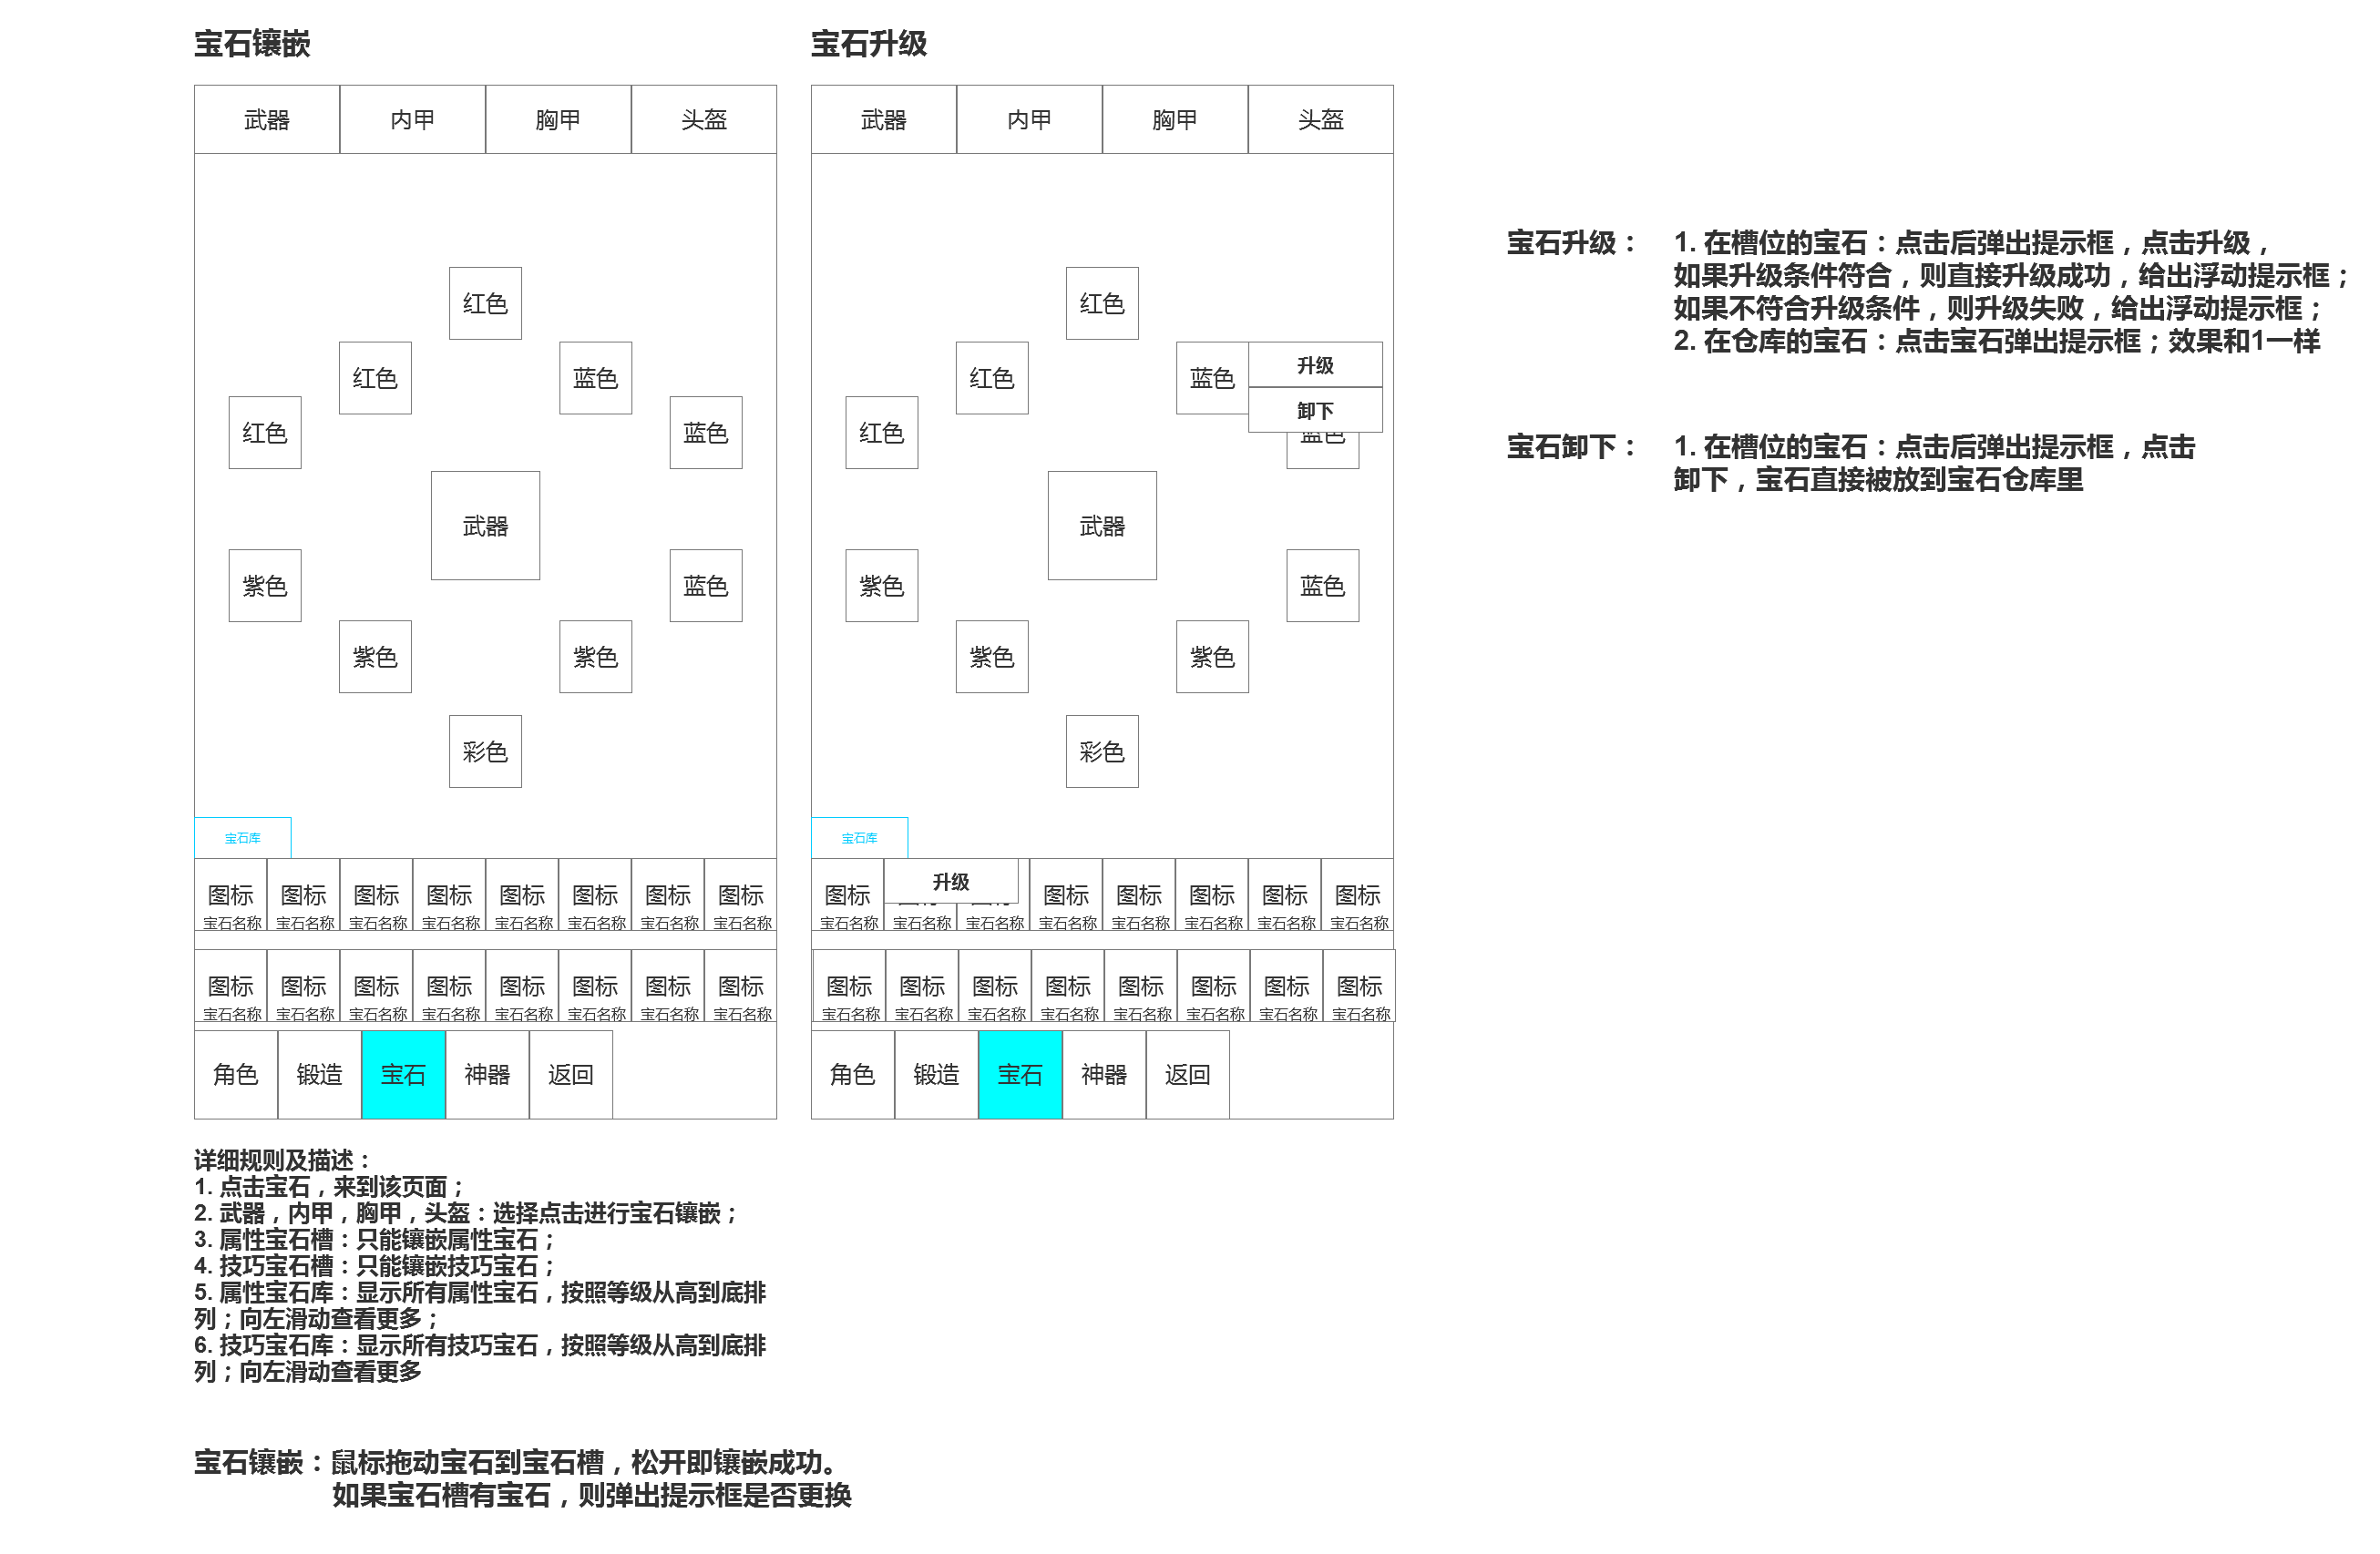 宝石镶嵌
武器 内甲 胸甲 头盔
红色
红色 蓝色
红色 蓝色
武器
紫色 蓝色
紫色 紫色
彩色
宝石库
图标 图标 图标 图标 图标 图标 图标 图标
宝石名称 宝石名称 宝石名称 宝石名称 宝石名称 宝石名称 宝石名称 宝石名称
图标 图标 图标 图标 图标 图标 图标 图标
宝石名称 宝石名称 宝石名称 宝石名称 宝石名称 宝石名称 宝石名称 宝石名称
角色 锻造 宝石 神器 返回
详细规则及描述：
1. 点击宝石，来到该页面；
2. 武器，内甲，胸甲，头盔：选择点击进行宝石镶嵌；
3. 属性宝石槽：只能镶嵌属性宝石；
4. 技巧宝石槽：只能镶嵌技巧宝石；
5. 属性宝石库：显示所有属性宝石，按照等级从高到底排
列；向左滑动查看更多；
6. 技巧宝石库：显示所有技巧宝石，按照等级从高到底排
列；向左滑动查看更多
宝石镶嵌：鼠标拖动宝石到宝石槽，松开即镶嵌成功。
如果宝石槽有宝石，则弹出提示框是否更换
宝石升级
武器 内甲 胸甲 头盔
红色
红色 蓝色 升级
卸下
红色 蓝色
武器
紫色 蓝色
紫色 紫色
彩色
宝石库
图标 升级 图标 图标 图标 图标 图标
宝石名称 宝石名称 宝石名称 宝石名称 宝石名称 宝石名称 宝石名称 宝石名称
图标 图标 图标 图标 图标 图标 图标 图标
宝石名称 宝石名称 宝石名称 宝石名称 宝石名称 宝石名称 宝石名称 宝石名称
角色 锻造 宝石 神器 返回
宝石升级： 1. 在槽位的宝石：点击后弹出提示框，点击升级，
如果升级条件符合，则直接升级成功，给出浮动提示框；
如果不符合升级条件，则升级失败，给出浮动提示框；
2. 在仓库的宝石：点击宝石弹出提示框；效果和1一样
宝石卸下： 1. 在槽位的宝石：点击后弹出提示框，点击
卸下，宝石直接被放到宝石仓库里